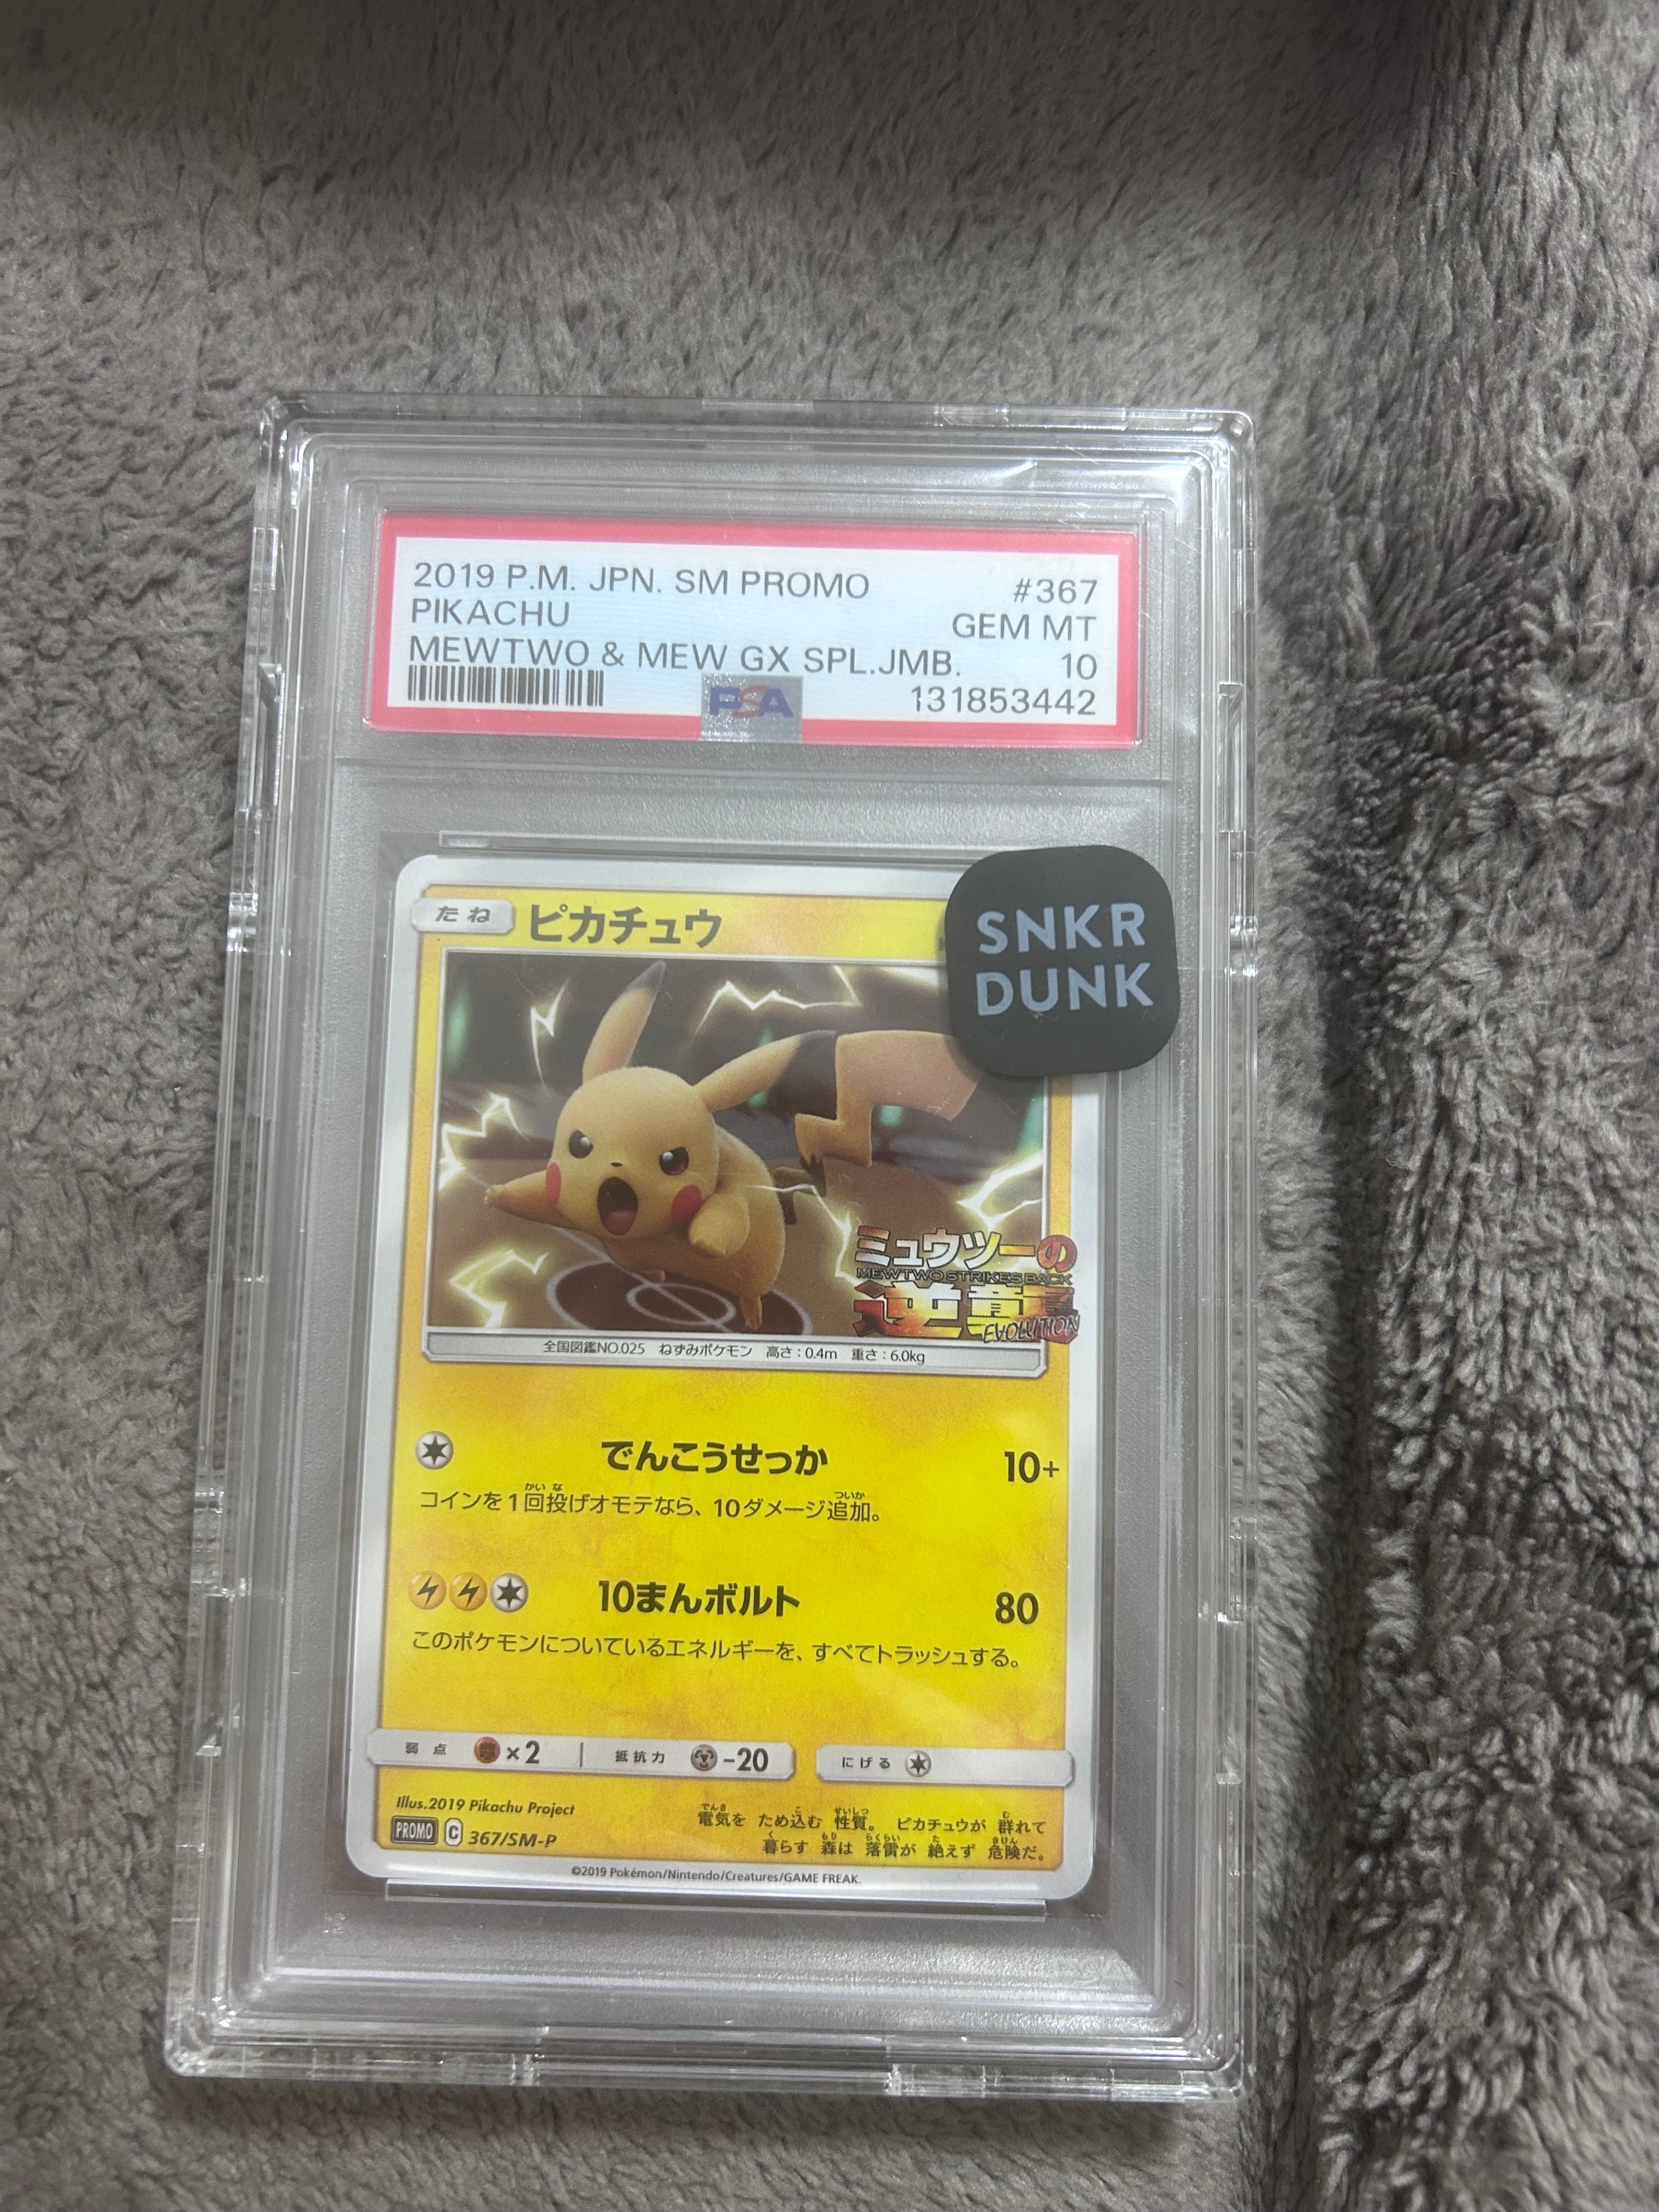 2019 P.M. JPN. SM PROMO #367
PIKACHU GEM MT
MEWTWO & MEW GX SPL.JMB. 10
PSA 131853442
たね ピカチュウ
SNKR
DUNK
ミュウツーの
MEWTWO STRIKES BACK
逆襲
EVOLUTION
全国図鑑NO.025 ねずみポケモン 高さ:0.4m 重さ:6.0kg
でんこうせっか 10+
コインを1回投げオモテなら、10ダメージ追加。
10まんボルト 80
このポケモンについているエネルギーを、すべてトラッシュする。
弱点 ×2 抵抗力 -20 にげる
Illus.2019 Pikachu Project
電気を ため込む 性質。 ピカチュウが 群れて
暮らす 森は 落雷が 絶えず 危険だ。
PROMO C 367/SM-P
©2019 Pokémon/Nintendo/Creatures/GAME FREAK.